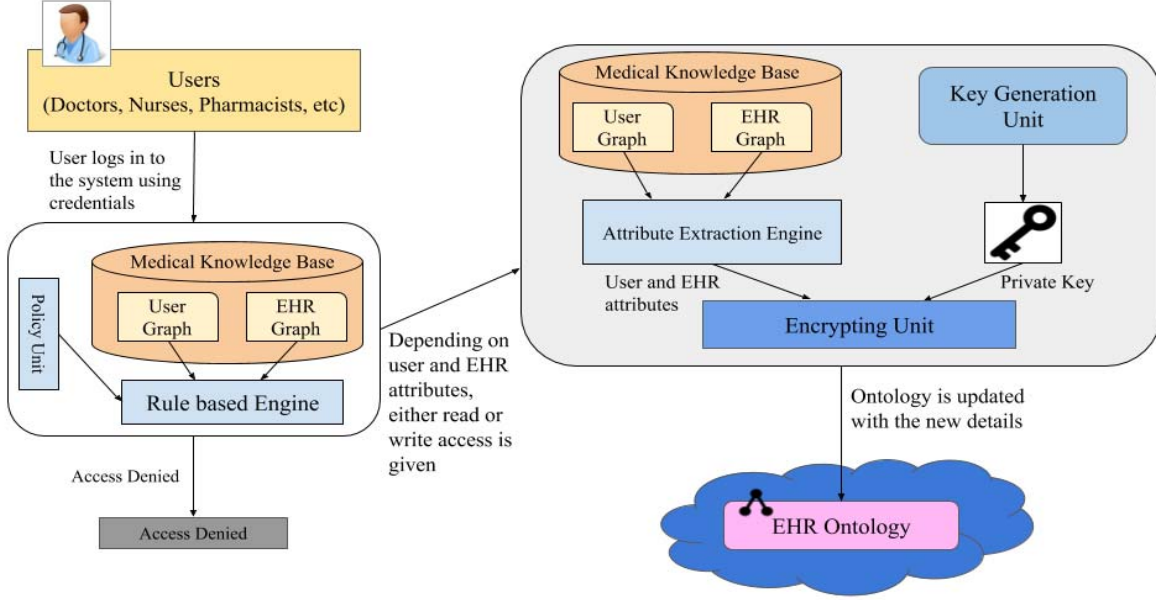 Users
(Doctors, Nurses, Pharmacists, etc)
User logs in to
the system using
credentials
Medical Knowledge Base
User
Graph
EHR
Graph
Policy Unit
Rule based Engine
Access Denied
Access Denied
Depending on
user and EHR
attributes,
either read or
write access is
given
Medical Knowledge Base
User
Graph
EHR
Graph
Key Generation
Unit
Attribute Extraction Engine
User and EHR
attributes
Private Key
Encrypting Unit
Ontology is updated
with the new details
EHR Ontology